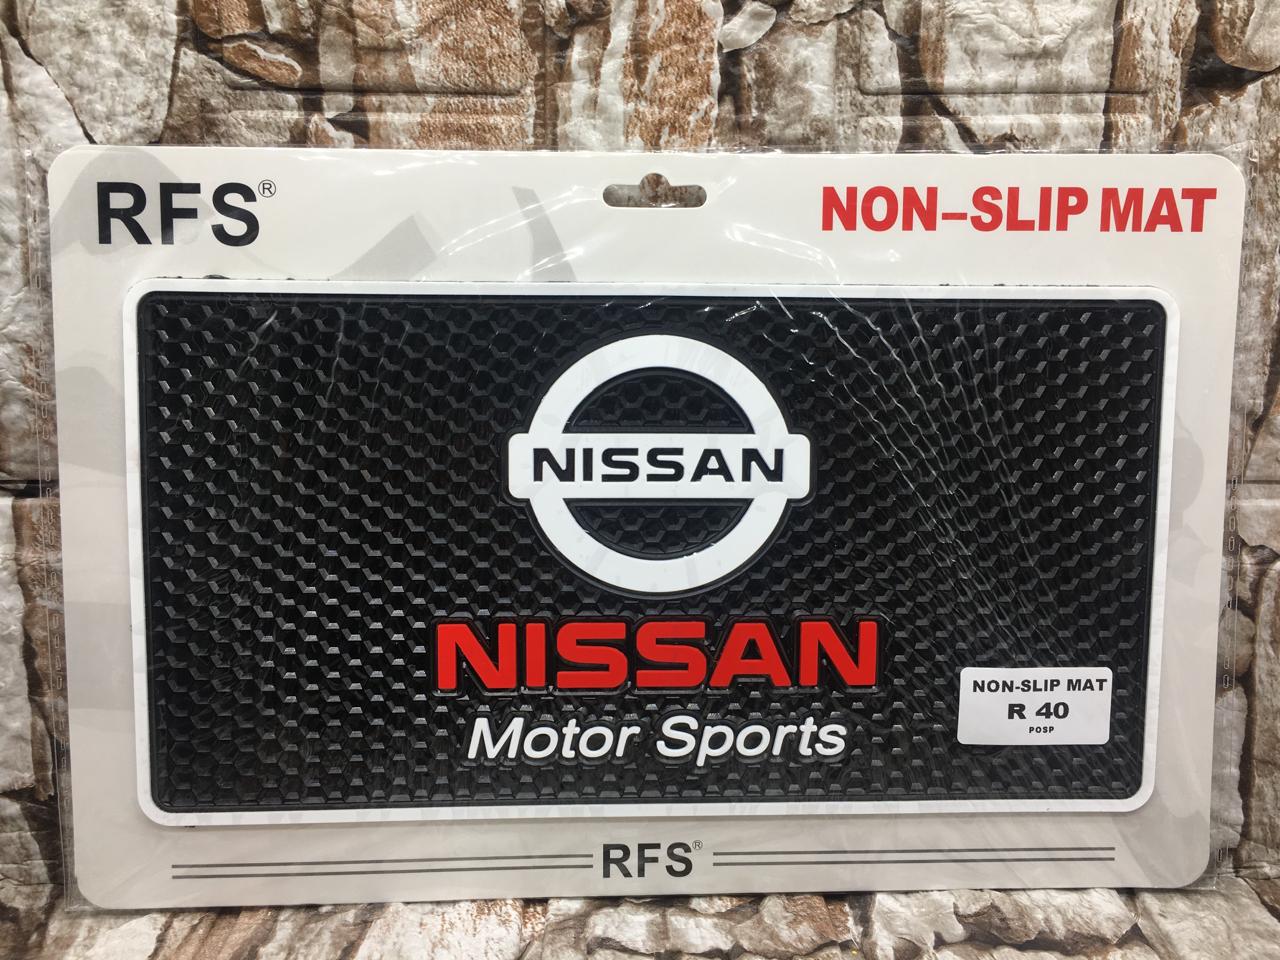 RFS®
NON-SLIP MAT
NISSAN
NISSAN
Motor Sports
NON-SLIP MAT
R 40
POSP
RFS®